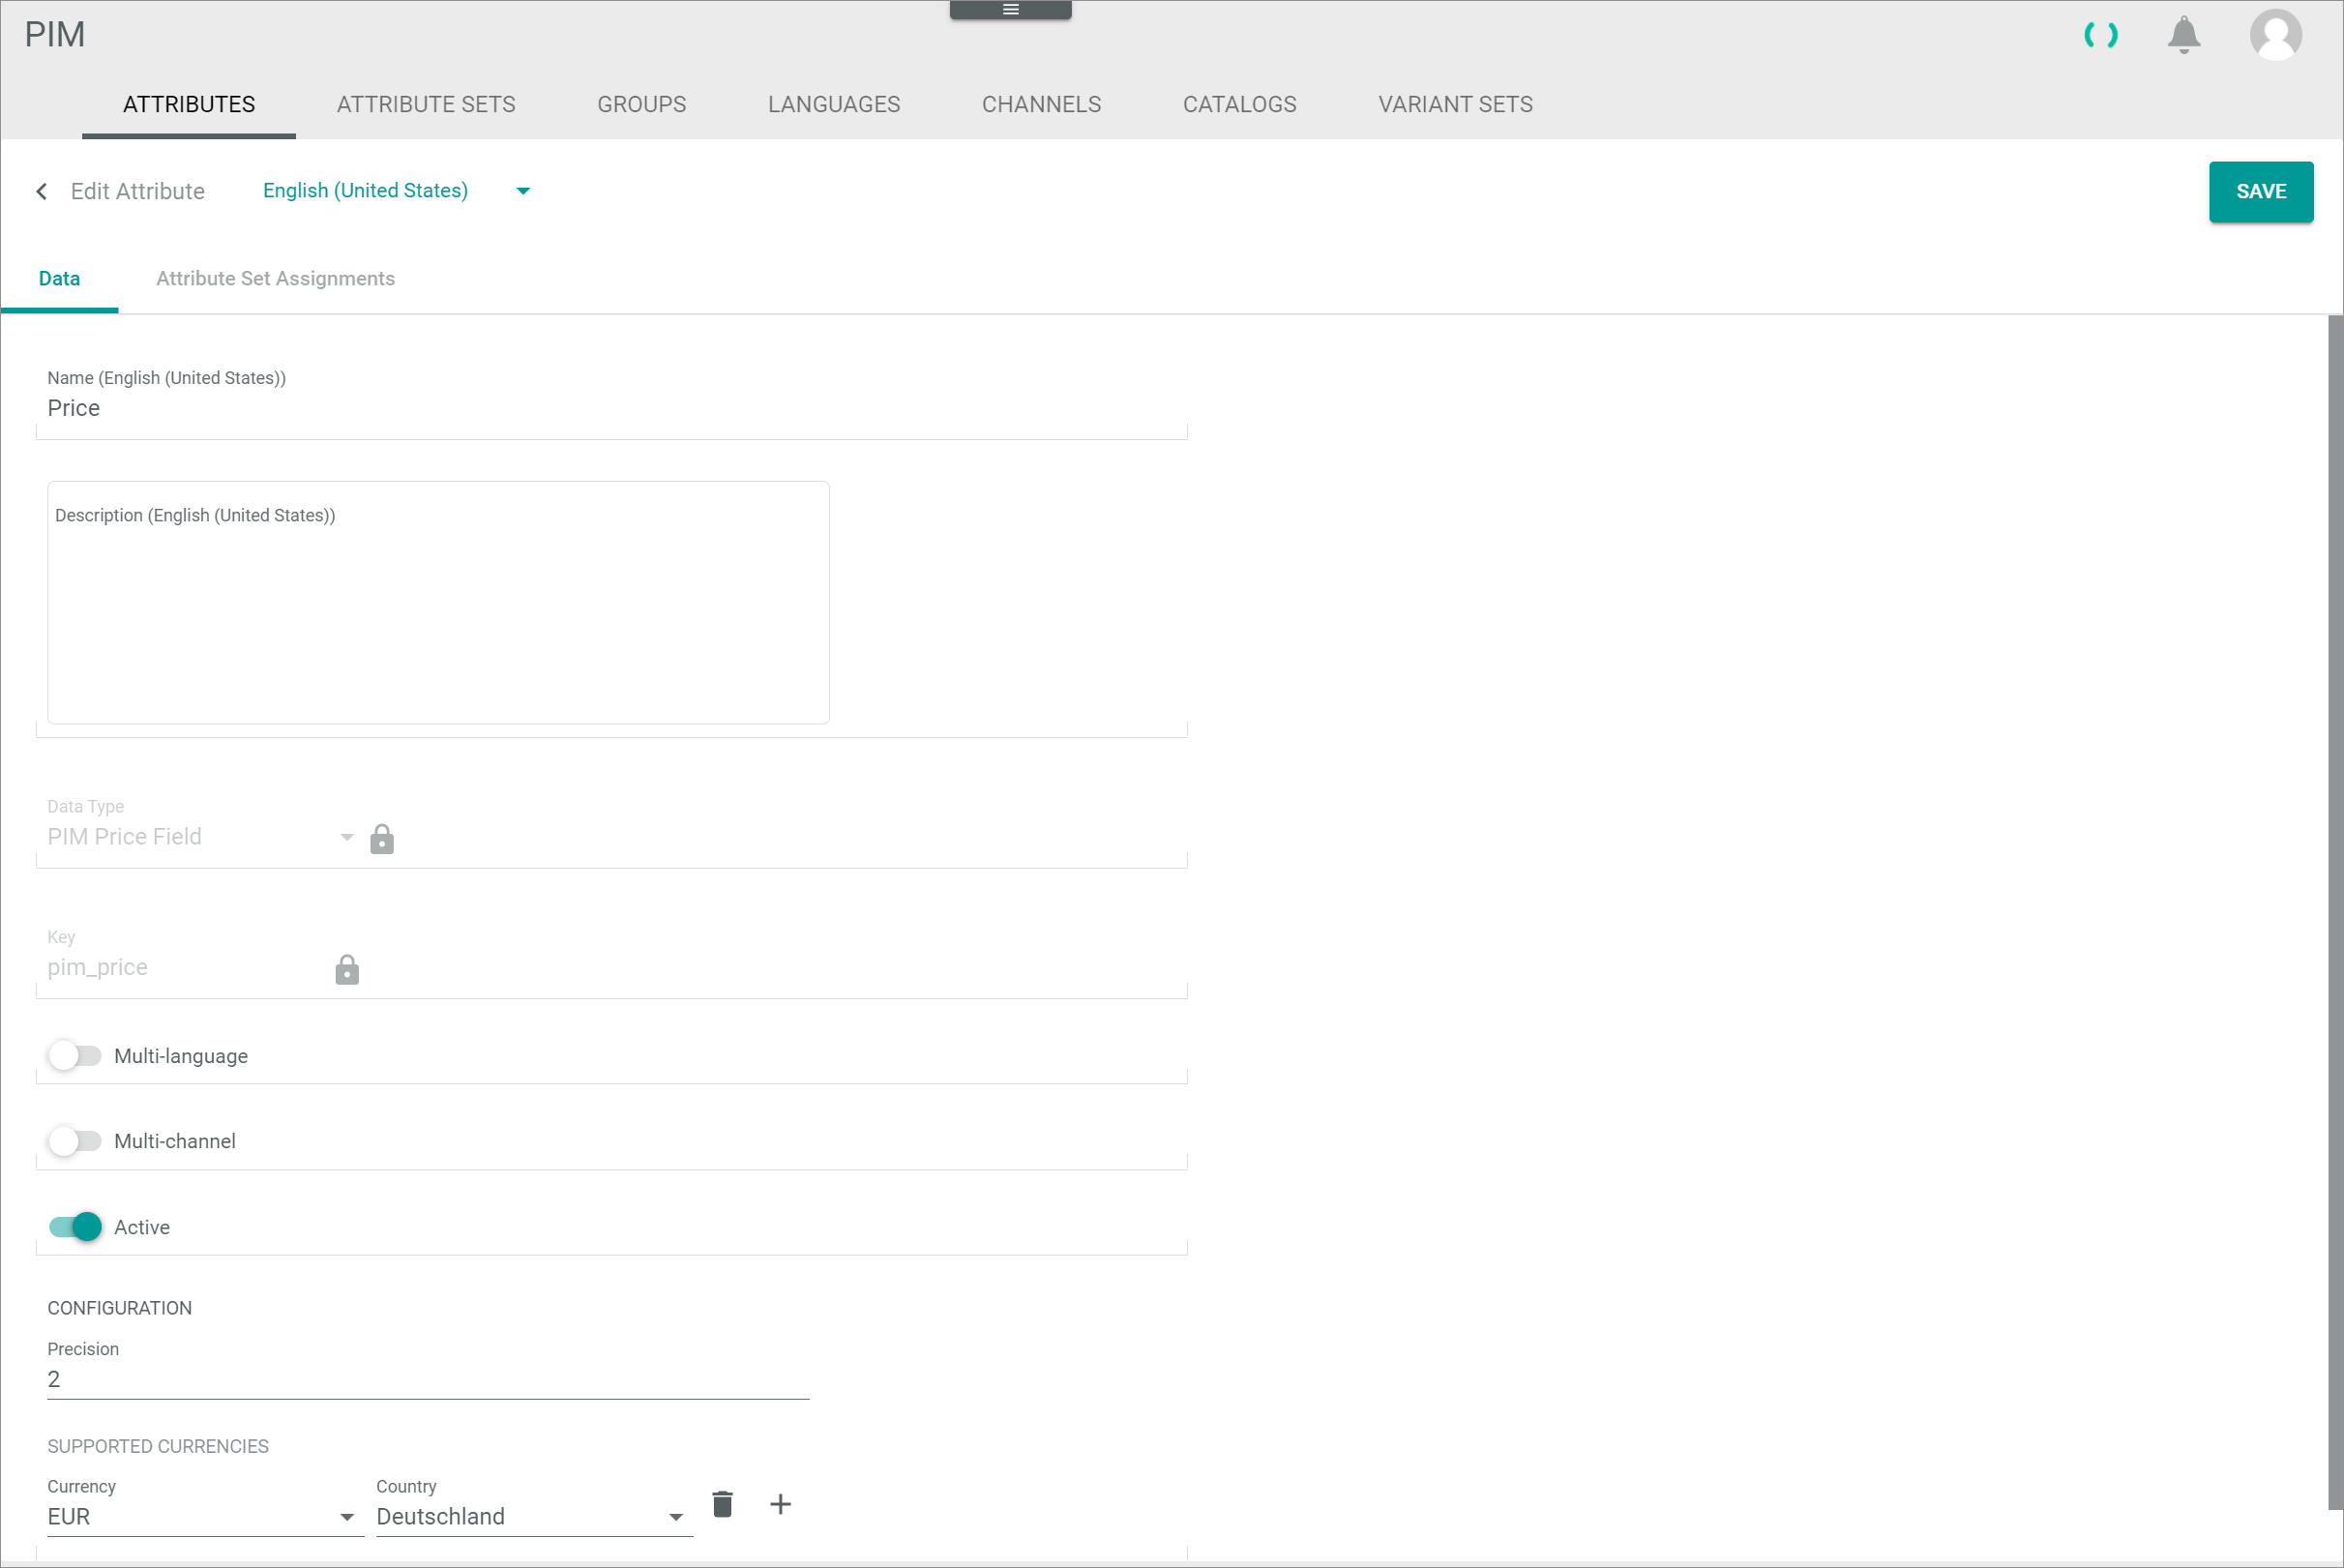 PIM
ATTRIBUTES ATTRIBUTE SETS GROUPS LANGUAGES CHANNELS CATALOGS VARIANT SETS
Edit Attribute English (United States) SAVE
Data Attribute Set Assignments
Name (English (United States))
Price
Description (English (United States))
Data Type
PIM Price Field
Key
pim_price
Multi-language
Multi-channel
Active
CONFIGURATION
Precision
2
SUPPORTED CURRENCIES
Currency Country
EUR Deutschland